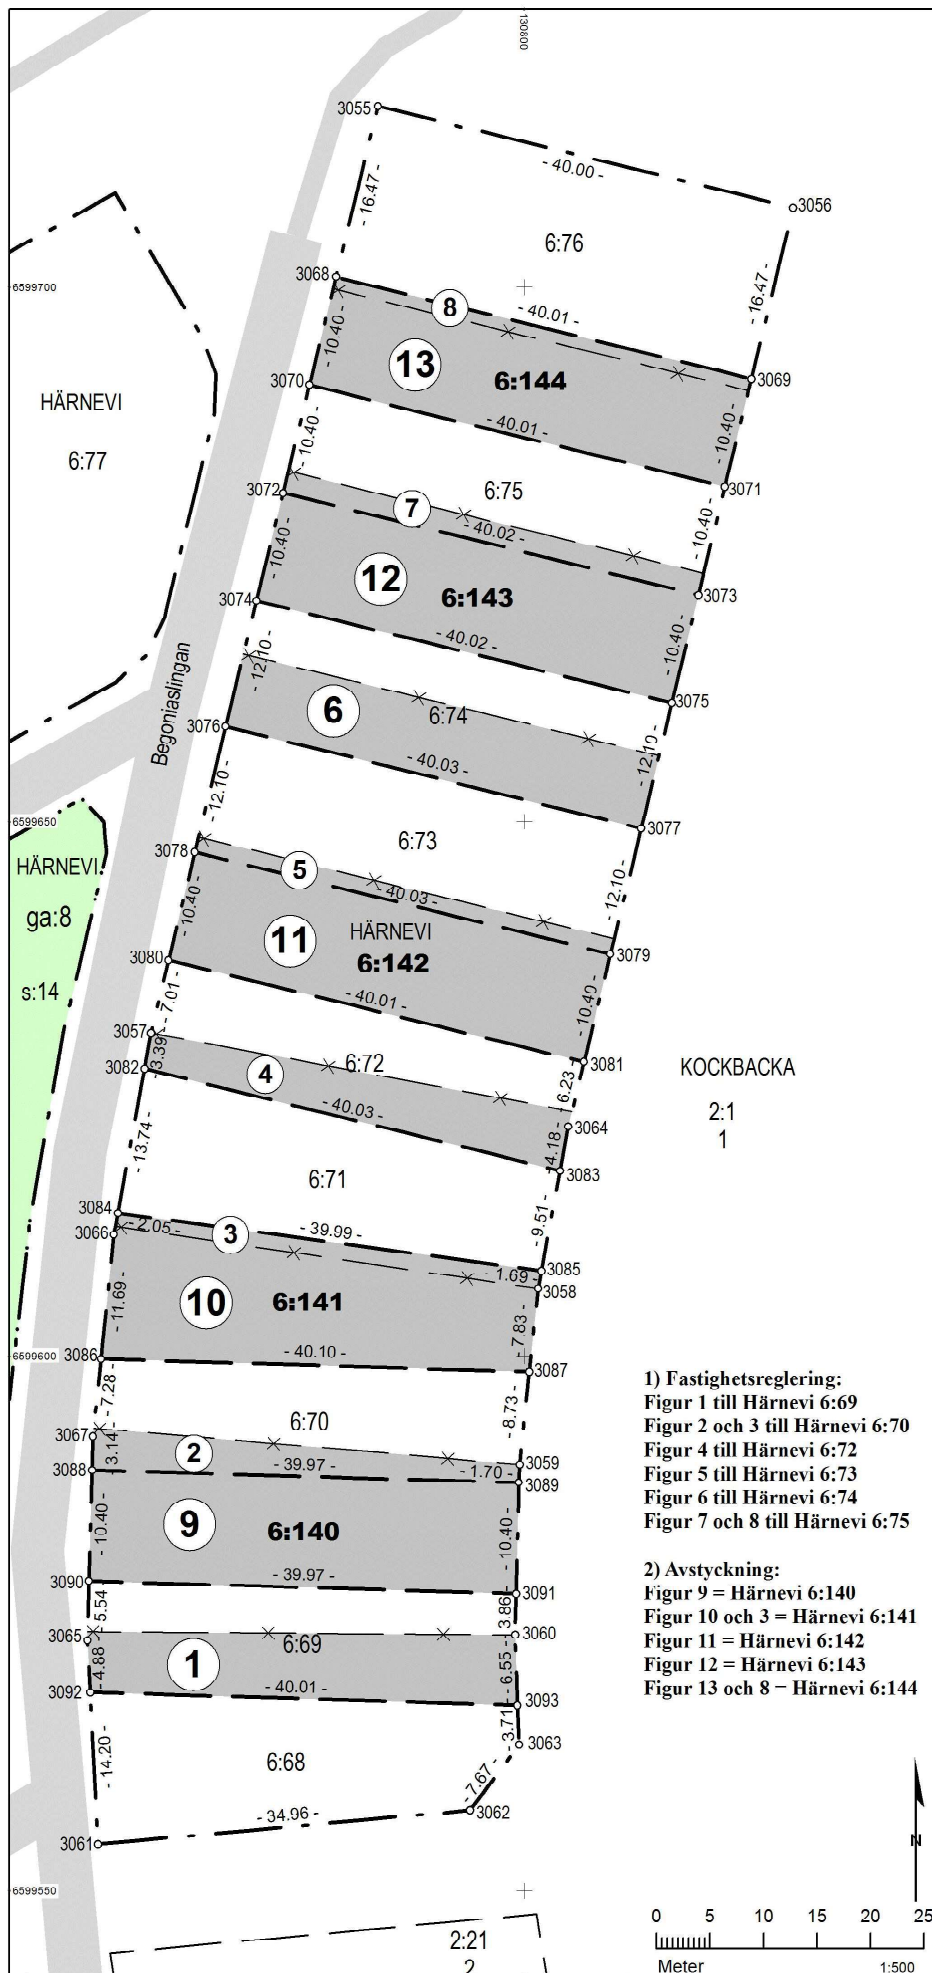 130800
3055
- 40.00 -
3056
- 16.47 -
6:76
- 16.47 -
3068
6599700
8
- 40.01 -
- 10.40 -
13
6:144
3069
3070
- 10.40 -
- 40.01 -
HÄRNEVI
6:77
- 10.40 -
3071
3072
6:75
7
- 40.02 -
- 10.40 -
- 10.40 -
12
6:143
3073
3074
- 40.02 -
- 10.40 -
- 12.10 -
3075
Begoniaslingan
6
6:74
3076
- 40.03 -
- 12.10 -
- 12.10 -
6599650
3077
6:73
3078
HÄRNEVI
5
- 40.03 -
- 12.10 -
ga:8
- 10.40 -
11
HÄRNEVI
6:142
3079
3080
s:14
- 40.01 -
- 10.40 -
- 7.01 -
3057
3081
6:72
KOCKBACKA
2:1
1
3082
- 3.39 -
4
- 6.23 -
- 40.03 -
3064
- 4.18 -
- 13.74 -
3083
6:71
3084
- 2.05 -
3
- 39.99 -
- 9.51 -
3066
3085
- 1.69 -
3058
- 11.69 -
10
6:141
- 7.83 -
6599600
3086
- 40.10 -
3087
- 7.28 -
6:70
- 8.73 -
3067
- 3.14 -
2
- 39.97 -
- 1.70 -
3059
3088
3089
- 10.40 -
9
6:140
- 10.40 -
3090
- 39.97 -
3091
- 5.54 -
- 3.86 -
3065
6:69
3060
- 4.88 -
1
- 6.55 -
3092
- 40.01 -
3093
- 3.71 -
- 14.20 -
3063
6:68
- 7.67 -
- 34.96 -
3062
3061
6599550
2:21
2
1) Fastighetsreglering:
Figur 1 till Härnevi 6:69
Figur 2 och 3 till Härnevi 6:70
Figur 4 till Härnevi 6:72
Figur 5 till Härnevi 6:73
Figur 6 till Härnevi 6:74
Figur 7 och 8 till Härnevi 6:75
2) Avstyckning:
Figur 9 = Härnevi 6:140
Figur 10 och 3 = Härnevi 6:141
Figur 11 = Härnevi 6:142
Figur 12 = Härnevi 6:143
Figur 13 och 8 = Härnevi 6:144
N
0 5 10 15 20 25
Meter 1:500